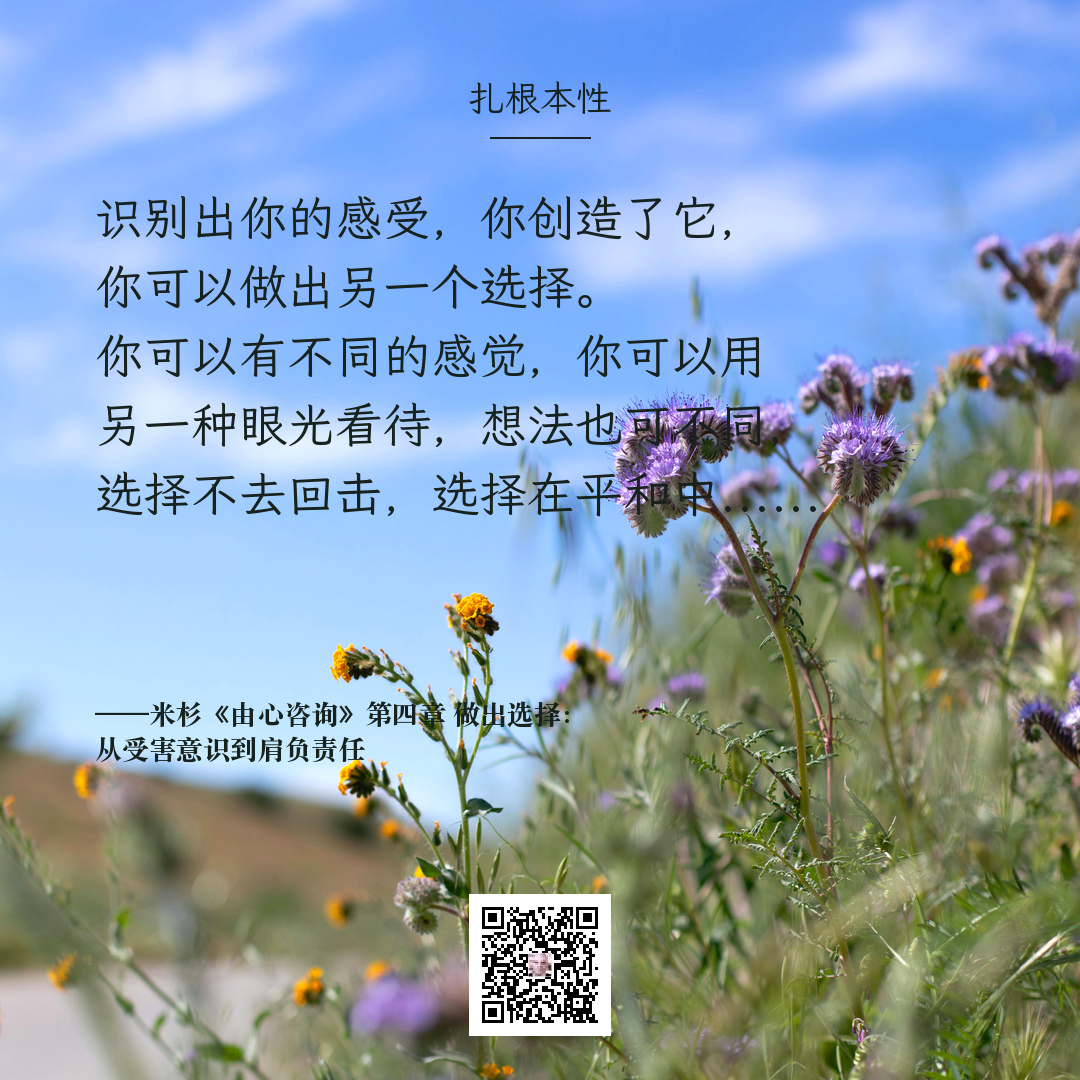 扎根本性
识别出你的感受，你创造了它，
你可以做出另一个选择。
你可以有不同的感觉，你可以用
另一种眼光看待，想法也可不同
选择不去回击，选择在平和中……
——米杉《由心咨询》第四章 做出选择：
从受害意识到肩负责任